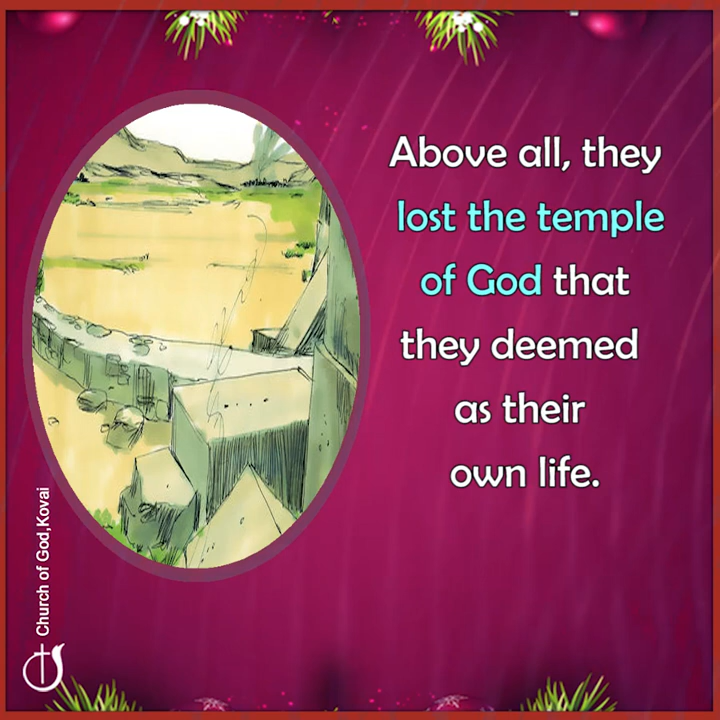 Above all, they
lost the temple
of God that
they deemed
as their
own life.
Church of God,Kovai